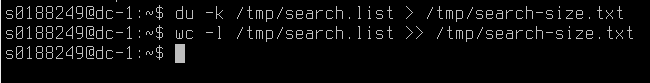 s0188249@dc-1:~$ du -k /tmp/search.list > /tmp/search-size.txt
s0188249@dc-1:~$ wc -l /tmp/search.list >> /tmp/search-size.txt
s0188249@dc-1:~$